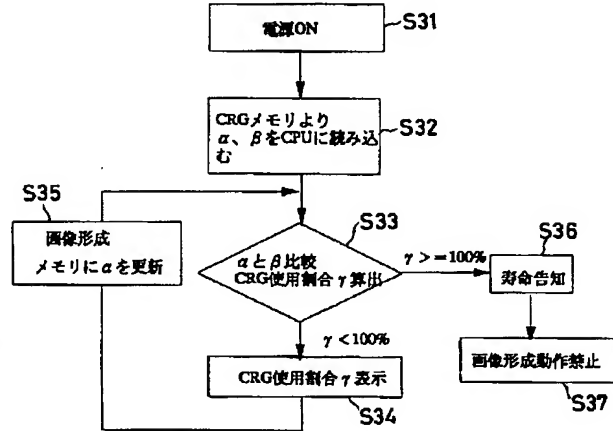 電源ON
S31
CRGメモリより
α、βをCPUに読み込
む
S32
S35
画像形成
メモリにαを更新
S33
αとβ比較
CRG使用割合γ算出
γ>=100%
S36
寿命告知
γ<100%
CRG使用割合γ表示
S34
画像形成動作禁止
S37